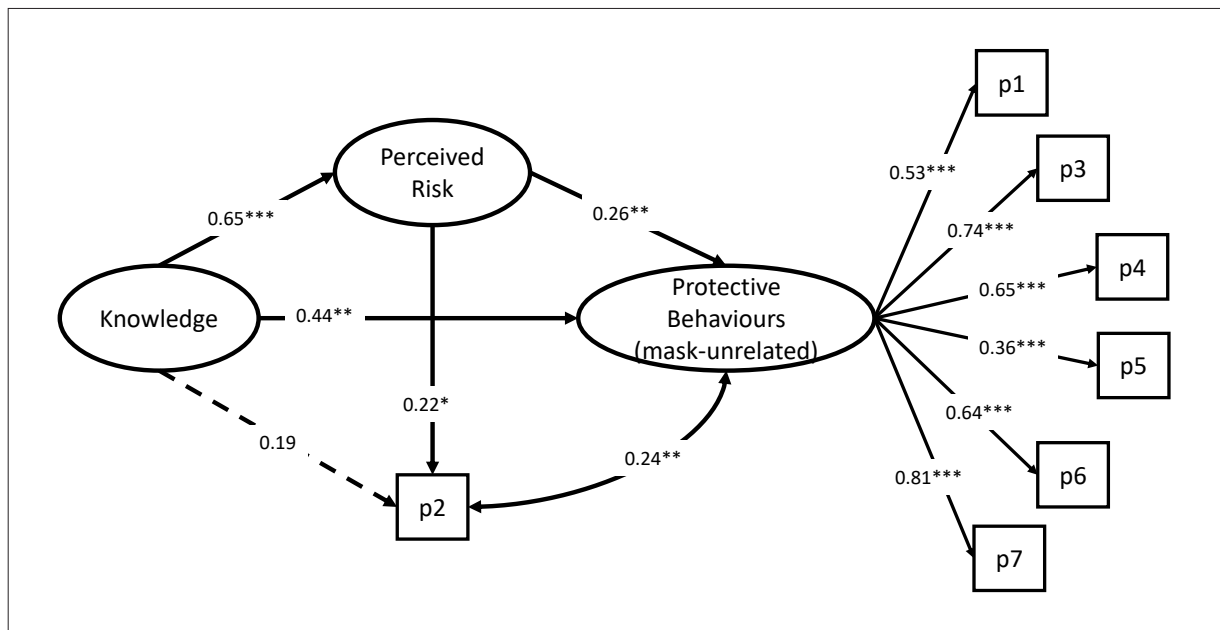 p1
Perceived
Risk
0.53***
p3
0.65***
0.26**
0.74***
p4
Knowledge
0.44**
Protective
Behaviours
(mask-unrelated)
0.65***
0.36***
p5
0.22*
0.19
0.24**
0.64***
0.81***
p6
p2
p7